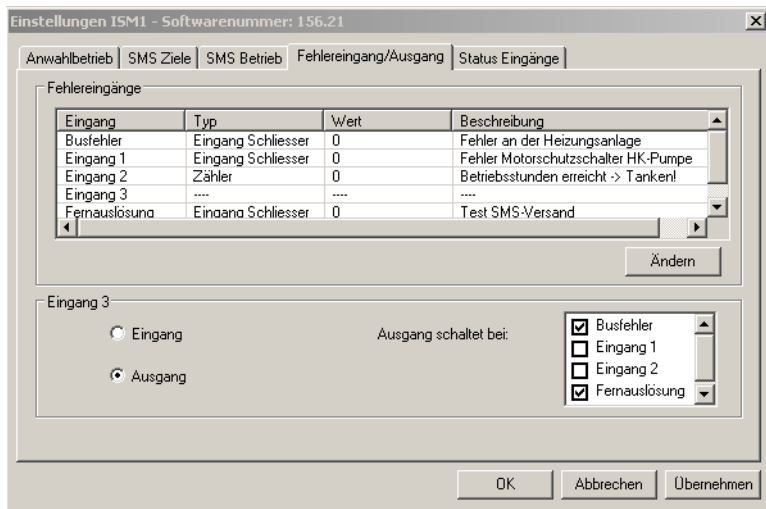 Einstellungen ISM1 - Softwarenummer: 156.21
Anwahlbetrieb SMS Ziele SMS Betrieb Fehlereingang/Ausgang Status Eingänge
Fehlereingänge
Eingang Typ Wert Beschreibung
Busfehler Eingang Schliesser 0 Fehler an der Heizungsanlage
Eingang 1 Eingang Schliesser 0 Fehler Motorschutzschalter HK-Pumpe
Eingang 2 Zähler 0 Betriebsstunden erreicht -> Tanken!
Eingang 3 ---- ---- ----
Fernauslösung Eingang Schliesser 0 Test SMS-Versand
Ändern
Eingang 3
Eingang
Ausgang
Ausgang schaltet bei:
Busfehler
Eingang 1
Eingang 2
Fernauslösung
OK Abbrechen Übernehmen